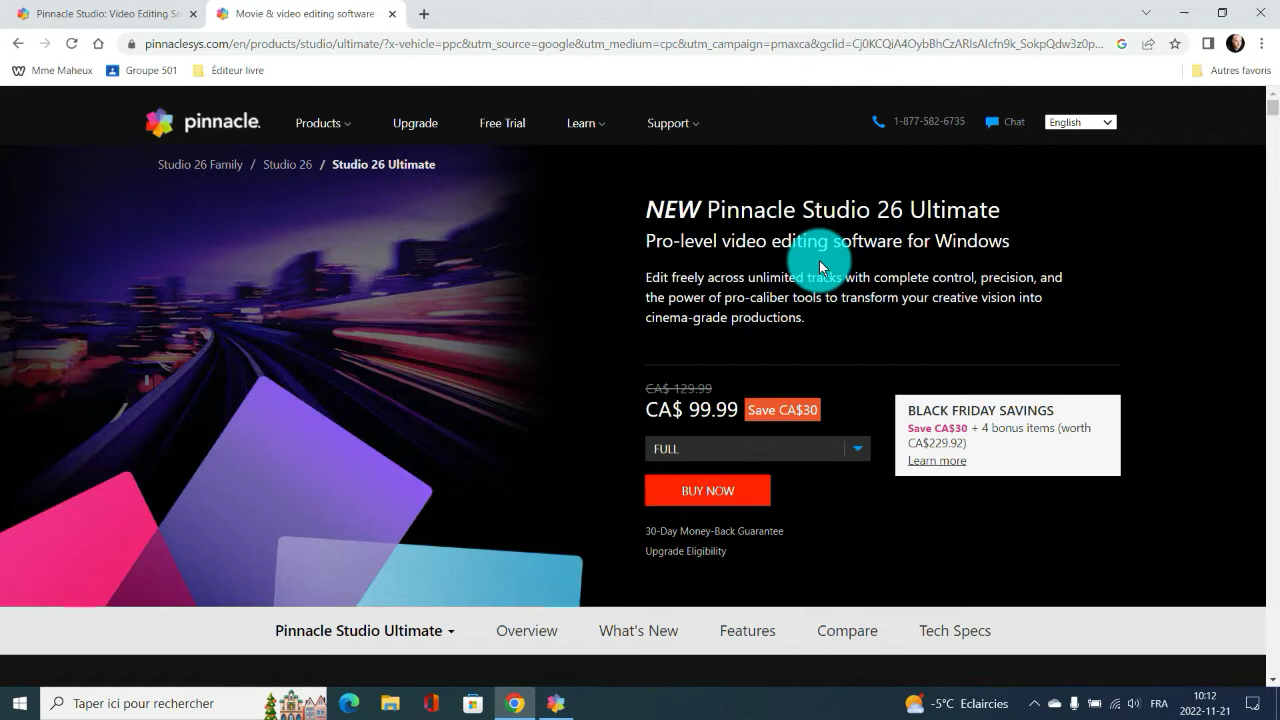 Pinnacle Studio: Video Editing So
Movie & video editing software
pinnaclesys.com/en/products/studio/ultimate/?x-vehicle=ppc&utm_source=google&utm_medium=cpc&utm_campaign=pmaxca&gclid=Cj0KCQiA4OybBhCzARIsAIcfn9k_SokpQdw3z0p...
Mme Maheux
Groupe 501
Éditeur livre
Autres favoris
pinnacle.
Products
Upgrade
Free Trial
Learn
Support
1-877-582-6735
Chat
English
Studio 26 Family / Studio 26 / Studio 26 Ultimate
NEW Pinnacle Studio 26 Ultimate
Pro-level video editing software for Windows
Edit freely across unlimited tracks with complete control, precision, and
the power of pro-caliber tools to transform your creative vision into
cinema-grade productions.
CA$ 129.99
CA$ 99.99 Save CA$30
FULL
BUY NOW
30-Day Money-Back Guarantee
Upgrade Eligibility
BLACK FRIDAY SAVINGS
Save CA$30 + 4 bonus items (worth
CA$229.92)
Learn more
Pinnacle Studio Ultimate
Overview
What's New
Features
Compare
Tech Specs
Taper ici pour rechercher
-5°C Eclaircies
FRA
10:12
2022-11-21